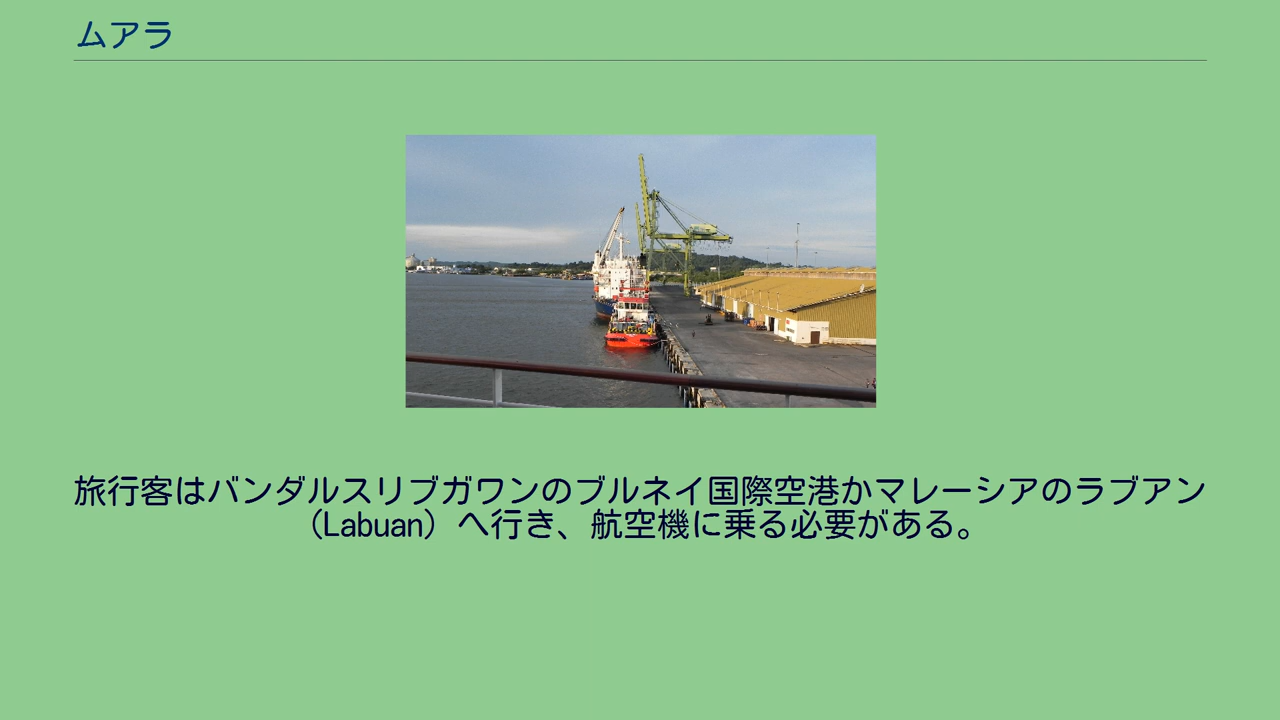 ムアラ
旅行客はバンダルスリブガワンのブルネイ国際空港かマレーシアのラブアン
（Labuan）へ行き、航空機に乗る必要がある。